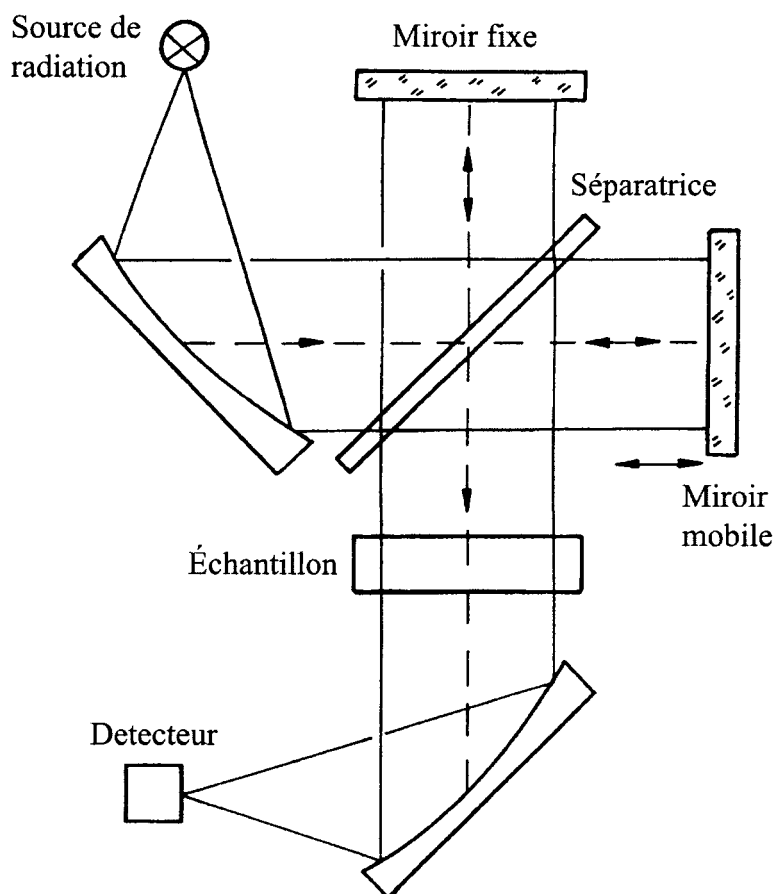 Source de
radiation
Miroir fixe
Séparatrice
Miroir
mobile
Échantillon
Detecteur